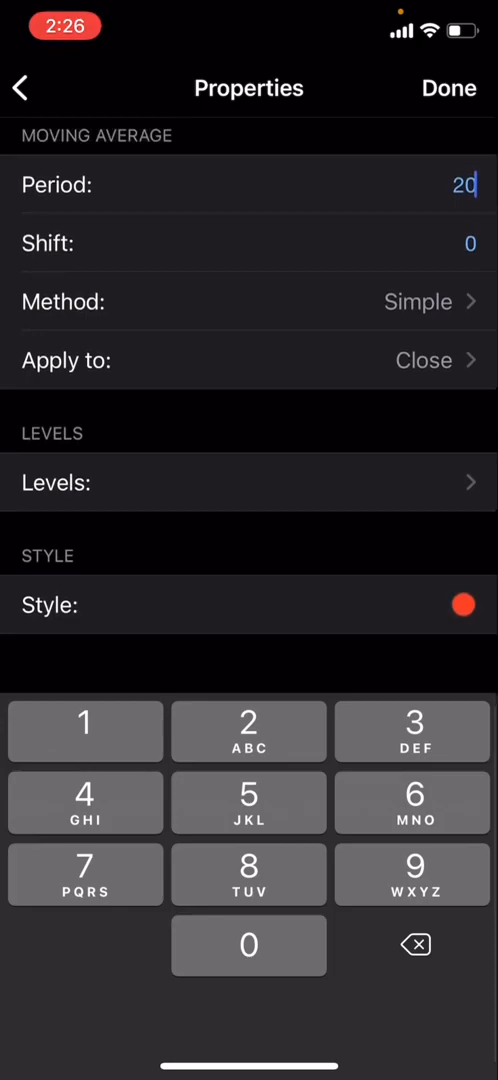 2:26
Properties
Done
MOVING AVERAGE
Period: 20
Shift: 0
Method: Simple
Apply to: Close
LEVELS
Levels:
STYLE
Style:
1 2 3
ABC DEF
4 5 6
GHI JKL MNO
7 8 9
PQRS TUV WXYZ
0